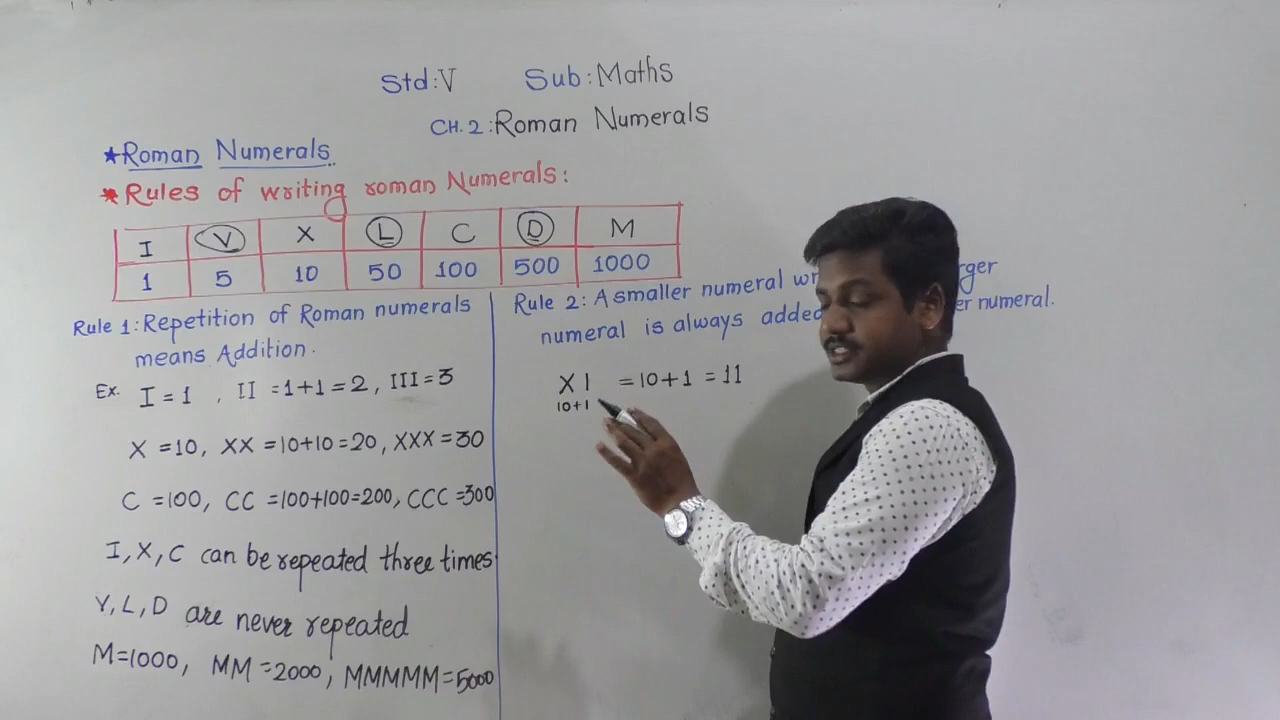 Std:V Sub:Maths
CH.2:Roman Numerals
★Roman Numerals
*Rules of writing roman Numerals:
I V X L C D M
1 5 10 50 100 500 1000
Rule 1:Repetition of Roman numerals
means Addition.
Ex. I=1, II=1+1=2, III=3
X=10, XX=10+10=20, XXX=30
C=100, CC=100+100=200, CCC=300
I, X, C can be repeated three times
V, L, D are never repeated
M=1000, MM=2000, MMMMM=5000
Rule 2: A smaller numeral
numeral is always added numeral.
XI =10+1=11
10+1